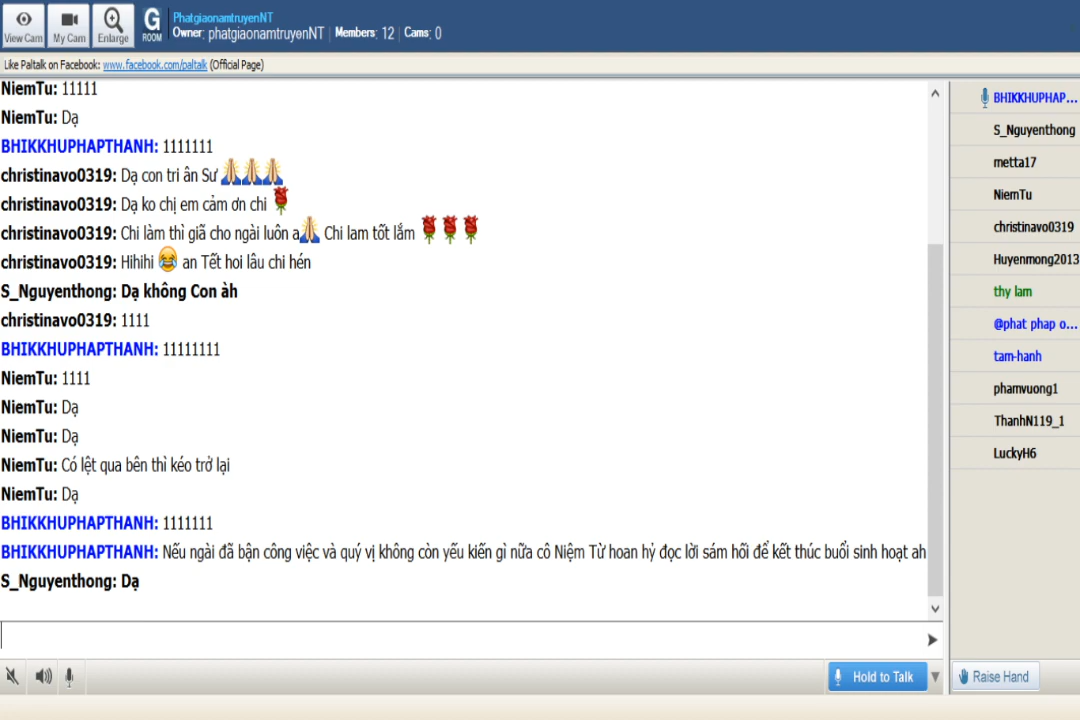 View Cam
My Cam
Enlarge
G
ROOM
PhatgiaonamtruyenNT
Owner: phatgiaonamtruyenNT | Members: 12 | Cams: 0
Like Paltalk on Facebook: www.facebook.com/paltalk (Official Page)
NiemTu: 11111
NiemTu: Dạ
BHIKKHUPHAPTHANH: 1111111
christinavo0319: Dạ con tri ân Sư 🙏🙏🙏
christinavo0319: Dạ ko chị em cảm ơn chi 🌹
christinavo0319: Chi làm thì giã cho ngài luôn a🙏 Chi lam tốt lắm 🌹🌹🌹
christinavo0319: Hihihi 😂 an Tết hoi lâu chi hén
S_Nguyenthong: Dạ không Con àh
christinavo0319: 1111
BHIKKHUPHAPTHANH: 11111111
NiemTu: 1111
NiemTu: Dạ
NiemTu: Dạ
NiemTu: Có lệt qua bên thì kéo trở lại
NiemTu: Dạ
BHIKKHUPHAPTHANH: 1111111
BHIKKHUPHAPTHANH: Nếu ngài đã bận công việc và quý vị không còn yếu kiến gì nữa cô Niệm Từ hoan hỷ đọc lời sám hối để kết thúc buổi sinh hoạt ah
S_Nguyenthong: Dạ
BHIKKHUPHAP...
S_Nguyenthong
metta17
NiemTu
christinavo0319
Huyenmong2013
thy lam
@phat phap o...
tam-hanh
phamvuong1
ThanhN119_1
LuckyH6
Hold to Talk
Raise Hand